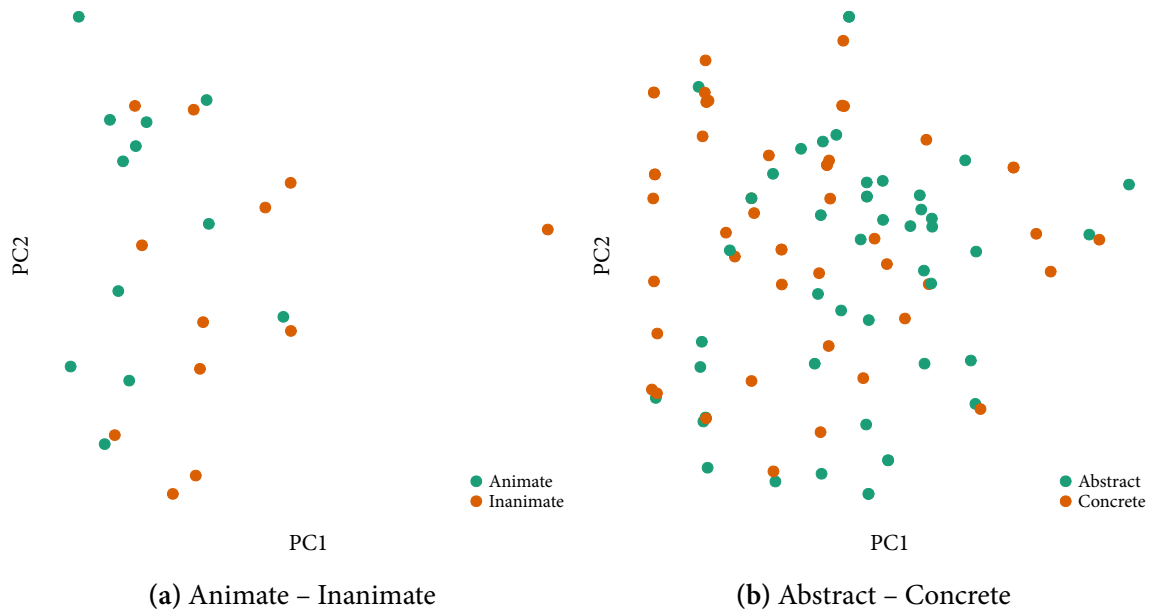 PC2
Animate
Inanimate
PC1
(a) Animate – Inanimate
PC2
Abstract
Concrete
PC1
(b) Abstract – Concrete